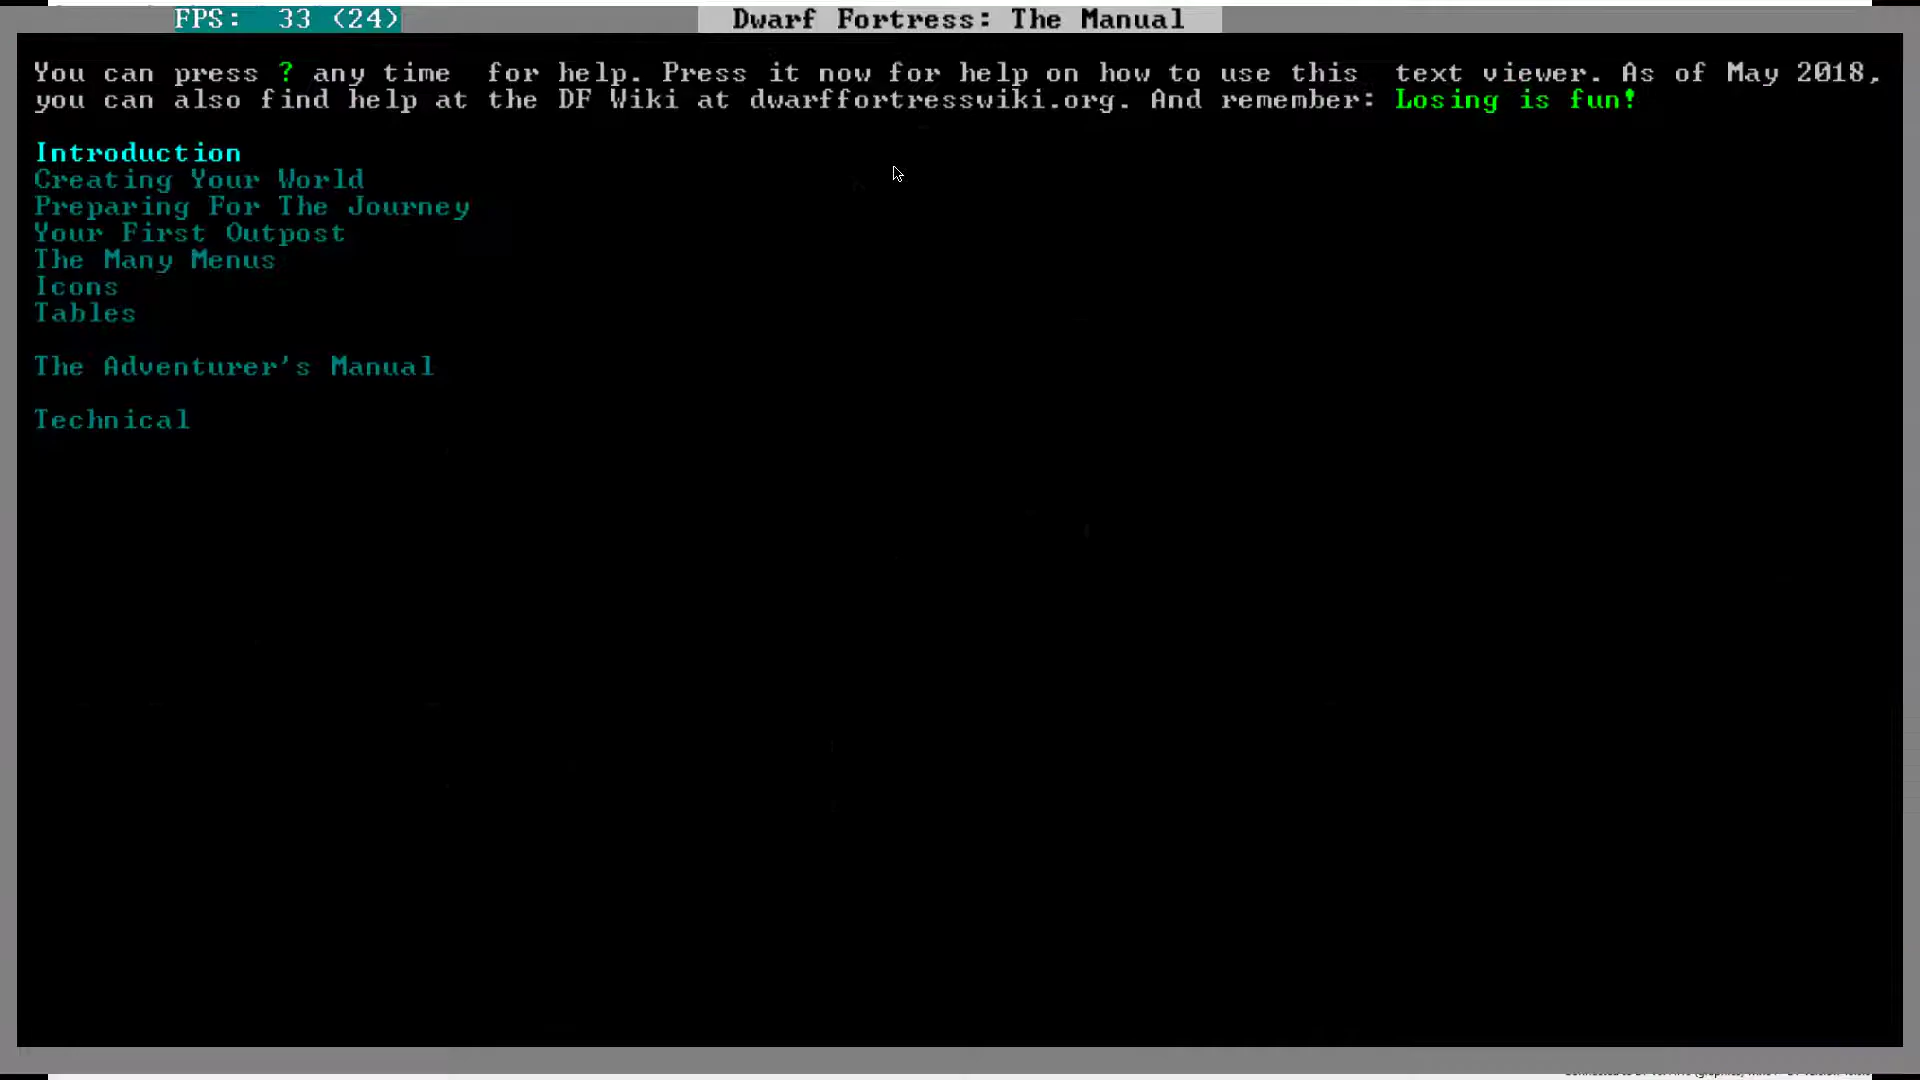 FPS: 33 (24)
Dwarf Fortress: The Manual
You can press ? any time for help. Press it now for help on how to use this text viewer. As of May 2018,
you can also find help at the DF Wiki at dwarffortresswiki.org. And remember: Losing is fun!
Introduction
Creating Your World
Preparing For The Journey
Your First Outpost
The Many Menus
Icons
Tables
The Adventurer's Manual
Technical